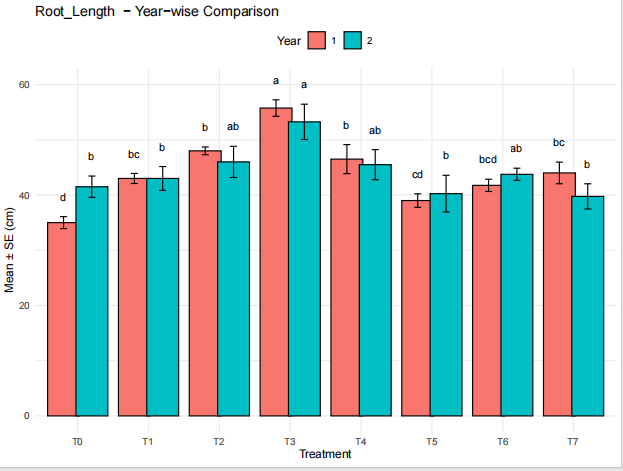 Root_Length − Year−wise Comparison
Year 1 2
a a
b ab b ab
bc b bcd ab bc
d b cd b b
60
40
20
0
Mean ± SE (cm)
T0 T1 T2 T3 T4 T5 T6 T7
Treatment